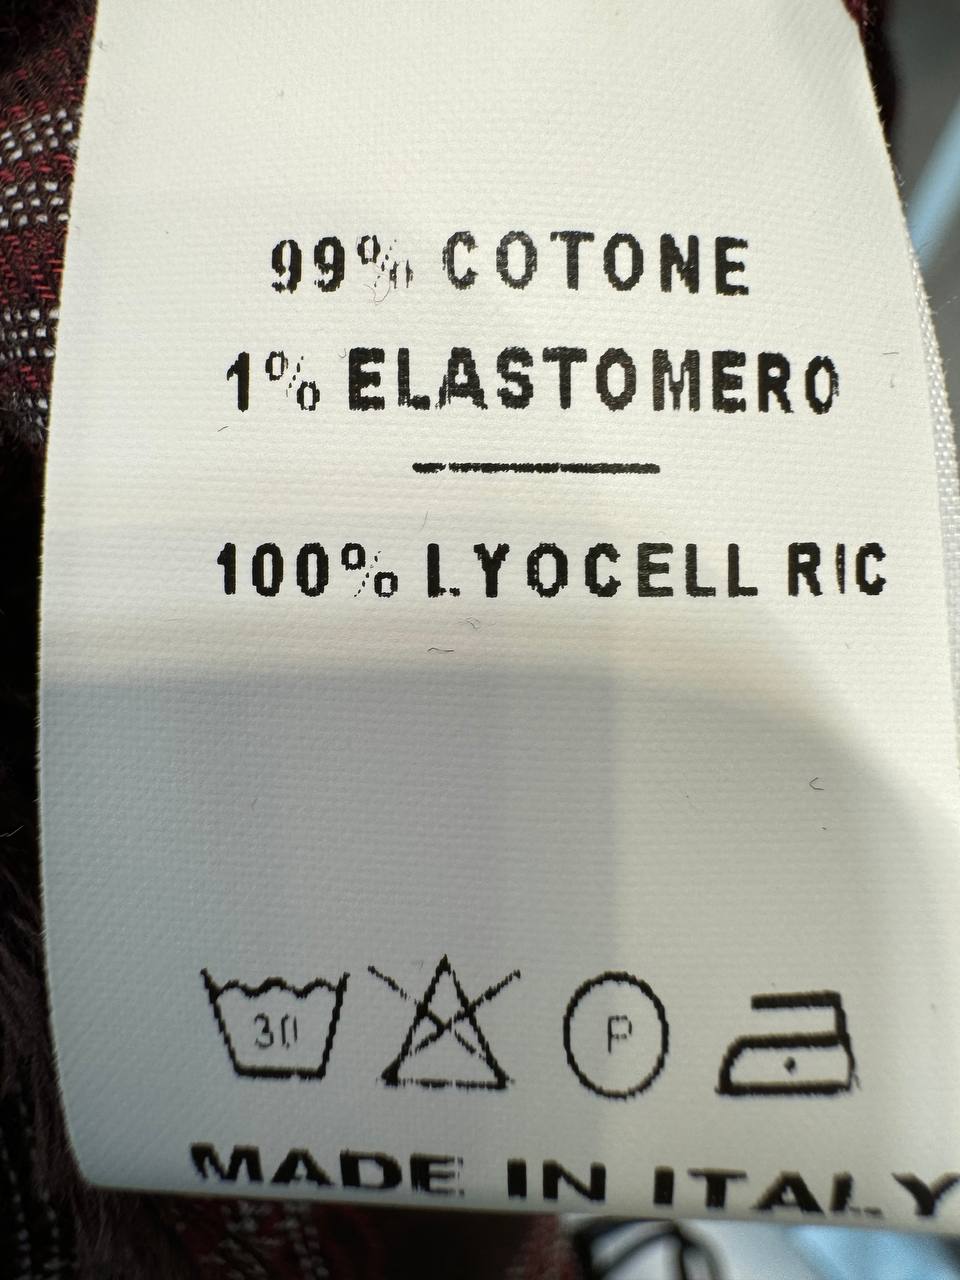 99% COTONE
1% ELASTOMERO
100% LYOCELL RIC
30
P
MADE IN ITALY